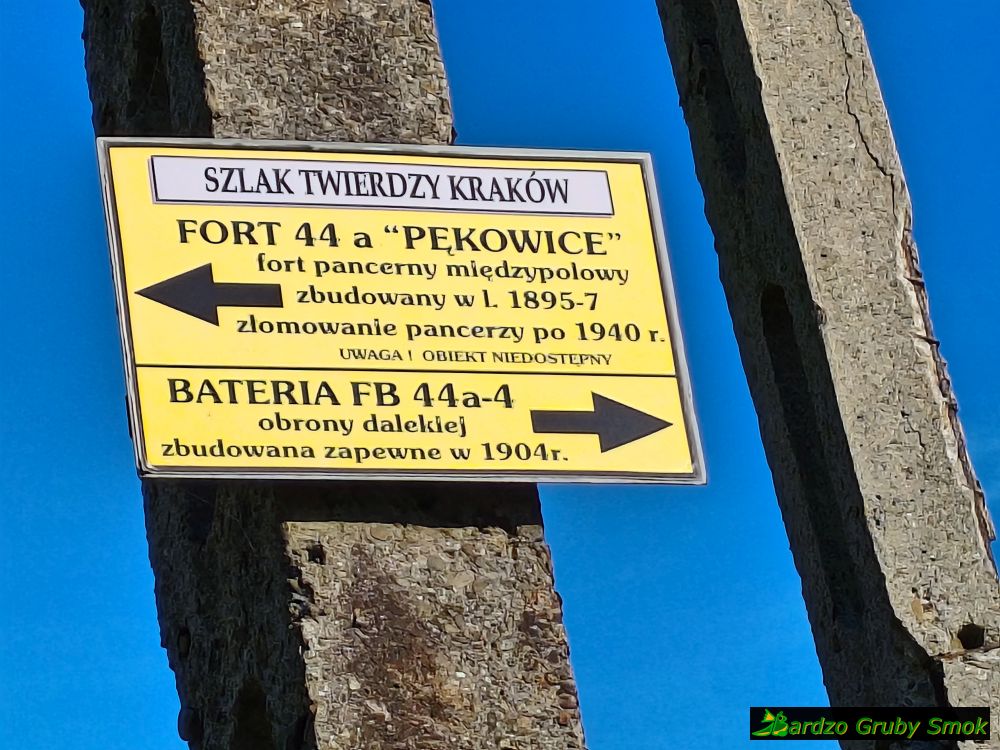 SZLAK TWIERDZY KRAKÓW
FORT 44 a “PĘKOWICE”
fort pancerny międzypolowy
zbudowany w l. 1895-7
złomowanie pancerzy po 1940 r.
UWAGA! OBIEKT NIEDOSTĘPNY
BATERIA FB 44a-4
obrony dalekiej
zbudowana zapewne w 1904r.
Bardzo Gruby Smok